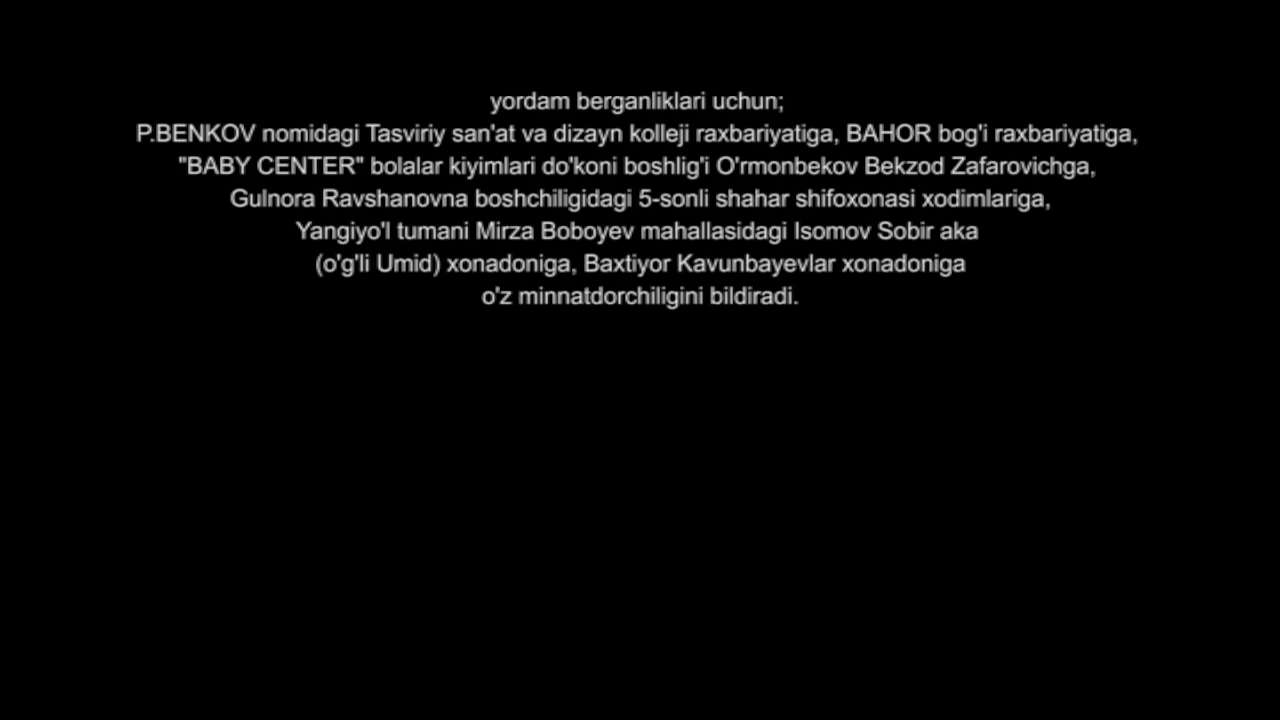 yordam berganliklari uchun;
P.BENKOV nomidagi Tasviriy san'at va dizayn kolleji raxbariyatiga, BAHOR bog'i raxbariyatiga,
"BABY CENTER" bolalar kiyimlari do'koni boshlig'i O'rmonbekov Bekzod Zafarovichga,
Gulnora Ravshanovna boshchiligidagi 5-sonli shahar shifoxonasi xodimlariga,
Yangiyo'l tumani Mirza Boboyev mahallasidagi Isomov Sobir aka
(o'g'li Umid) xonadoniga, Baxtiyor Kavunbayevlar xonadoniga
o'z minnatdorchiligini bildiradi.